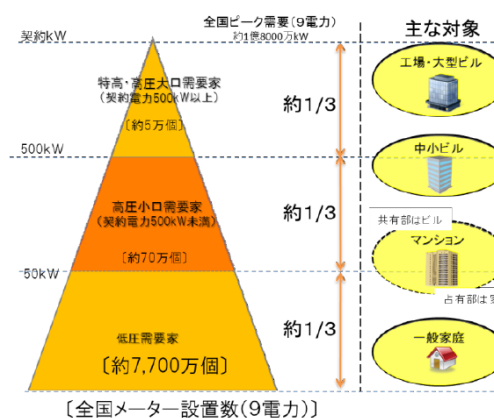 契約kW
全国ピーク需要(9電力)
約1億8000万kW
主な対象
特高・高圧大口需要家
(契約電力500kW以上)
〔約5万個〕
約1/3
工場・大型ビル
500kW
中小ビル
高圧小口需要家
(契約電力500kW未満)
〔約70万個〕
約1/3
共有部はビル
マンション
50kW
占有部は
低圧需要家
〔約7,700万個〕
約1/3
一般家庭
〔全国メーター設置数(9電力)〕